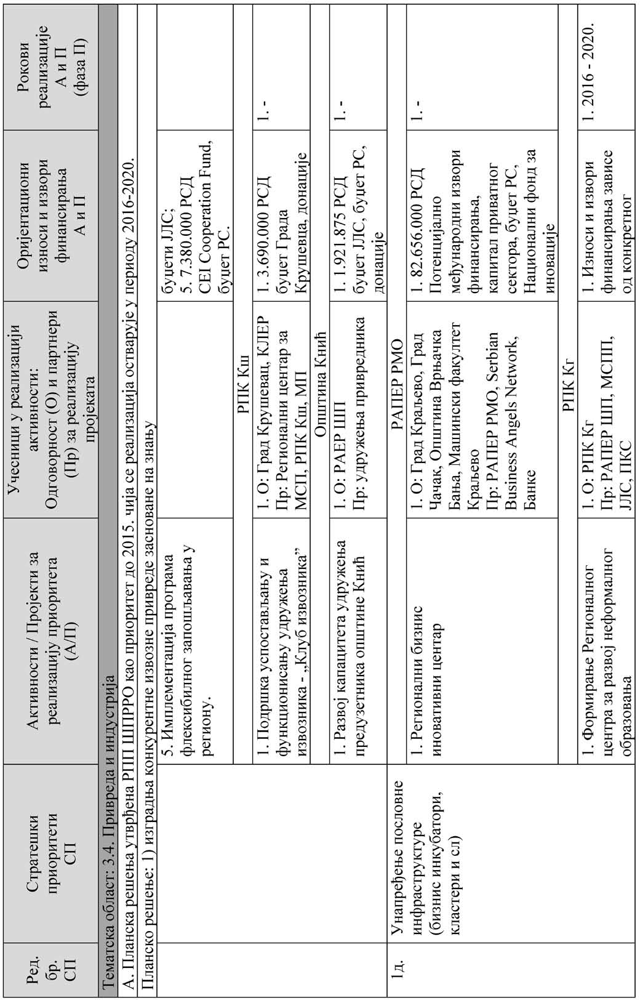 Ред.
бр.
СП
Стратешки
приоритети
СП
Активности / Пројекти за
реализацију приоритета
(А/П)
Учесници у реализацији
активности:
Одговорност (О) и партнери
(Пр) за реализацију
пројеката
Оријентациони
износи и извори
финансирања
А и П
Рокови
реализације
А и П
(фаза П)
Тематска област: 3.4. Привреда и индустрија
А. Планска решења утврђена РПП ШПРРО као приоритет до 2015. чија се реализација остварује у периоду 2016-2020.
Планско решење: 1) изградња конкурентне извозне привреде засноване на знању
5. Имплементација програма
флексибилног запошљавања у
региону.
буџети ЈЛС;
5. 7.380.000 РСД
CEI Cooperation Fund,
буџет РС.
РПК Кш
1. Подршка успостављању и
функционисању удружења
извозника - „Клуб извозника”
1. О: Град Крушевац, КЛЕР
Пр: Регионални центар за
МСП, РПК Кш, МП
1. 3.690.000 РСД
буџет Града
Крушевца, донације
1. -
Општина Кнић
1. Развој капацитета удружења
предузетника општине Кнић
1. О: РАЕР ШП
Пр: удружења привредника
1. 1.921.875 РСД
буџет ЈЛС, буџет РС,
донације
1. -
1д.
Унапређење пословне
инфраструктуре
(бизнис инкубатори,
кластери и сл)
РАПЕР РМО
1. Регионални бизнис
иновативни центар
1. О: Град Краљево, Град
Чачак, Општина Врњачка
Бања, Машински факултет
Краљево
Пр: РАПЕР РМО, Serbian
Business Angels Network,
Банке
1. 82.656.000 РСД
Потенцијално
међународни извори
финансирања,
капитал приватног
сектора, буџет РС,
Национални фонд за
иновације
1. -
РПК Кг
1. Формирање Регионалног
центра за развој неформалног
образовања
1. О: РПК Кг
Пр: РАПЕР ШП, МСПП,
ЈЛС, ПКС
1. Износи и извори
финансирања зависе
од конкретног
1. 2016 - 2020.